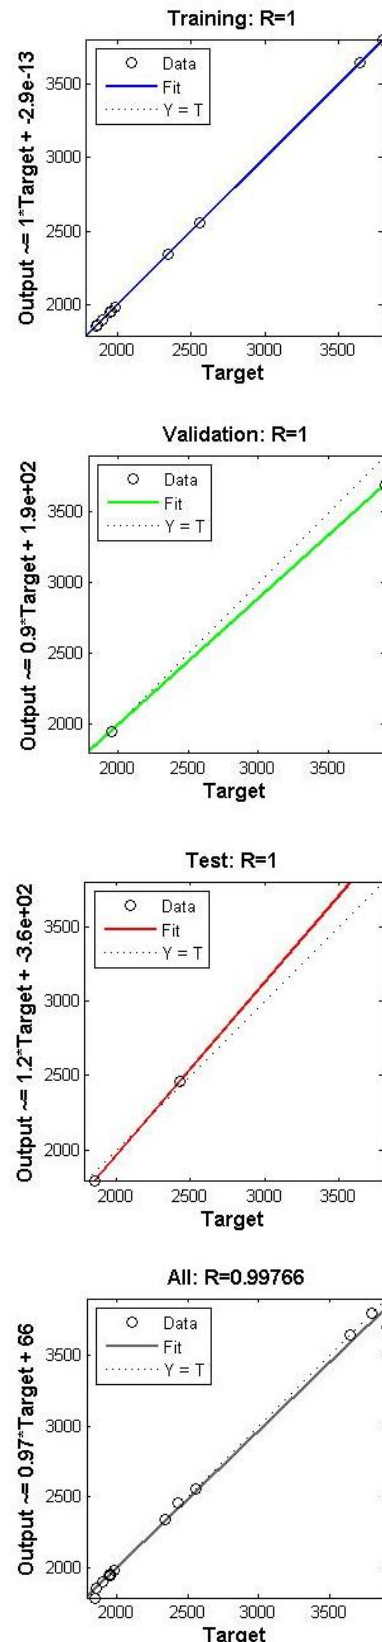 Training: R=1
Output ~= 1*Target + -2.9e-13
Data
Fit
Y = T
3500
3000
2500
2000
2000 2500 3000 3500
Target
Validation: R=1
Output ~= 0.9*Target + 1.9e+02
Data
Fit
Y = T
3500
3000
2500
2000
2000 2500 3000 3500
Target
Test: R=1
Output ~= 1.2*Target + -3.6e+02
Data
Fit
Y = T
3500
3000
2500
2000
2000 2500 3000 3500
Target
All: R=0.99766
Output ~= 0.97*Target + 66
Data
Fit
Y = T
3500
3000
2500
2000
2000 2500 3000 3500
Target